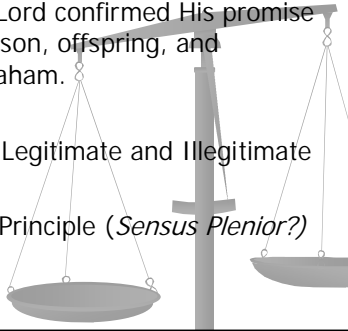 Lord confirmed His promise
son, offspring, and
aham.
Legitimate and Illegitimate
Principle (Sensus Plenior?)